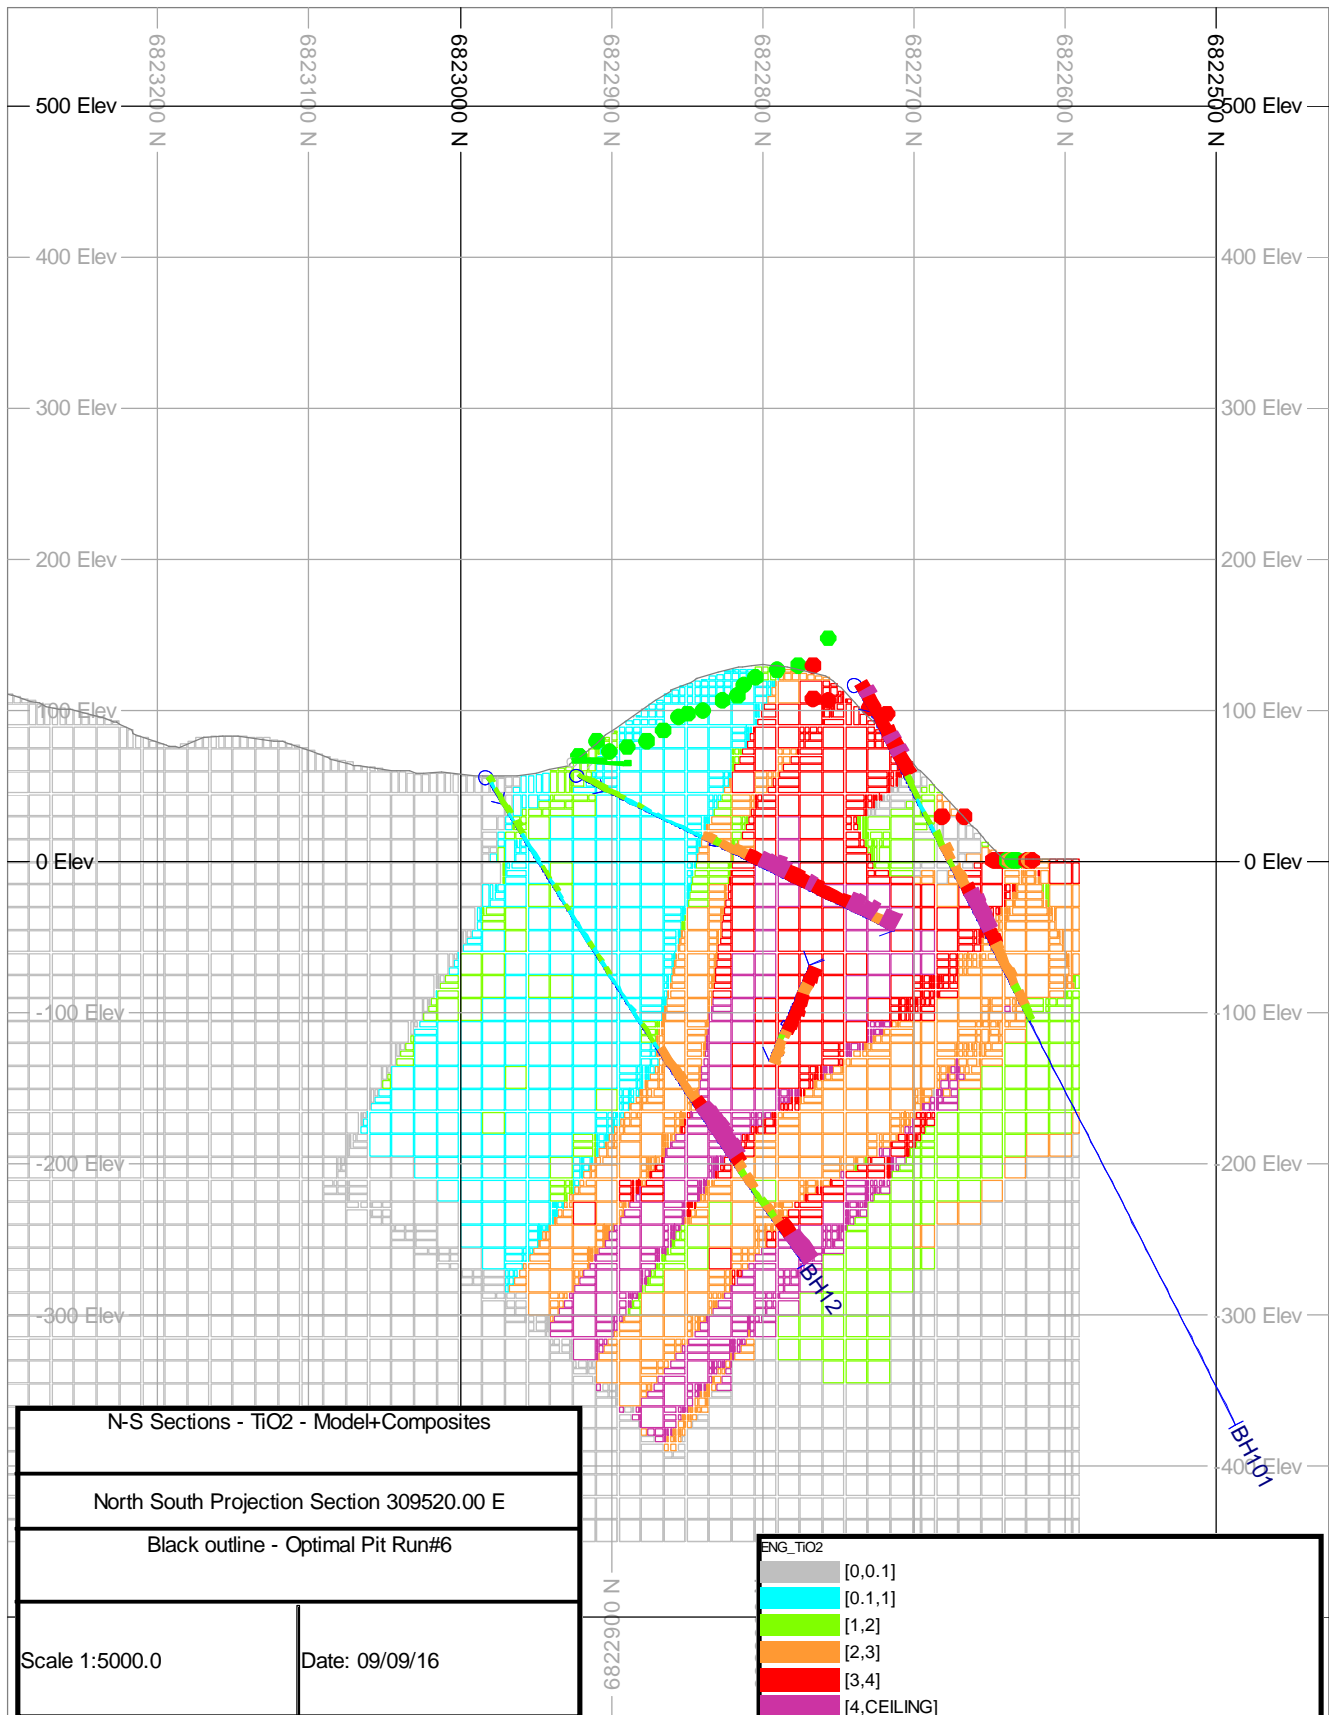 6823200 N
6823100 N
6823000 N
6822900 N
6822800 N
6822700 N
6822600 N
6822500 N
500 Elev
500 Elev
400 Elev
400 Elev
300 Elev
300 Elev
200 Elev
200 Elev
100 Elev
100 Elev
0 Elev
0 Elev
-100 Elev
-100 Elev
-200 Elev
-200 Elev
BH12
-300 Elev
-300 Elev
BH101
-400 Elev
N-S Sections - TiO2 - Model+Composites
North South Projection Section 309520.00 E
Black outline - Optimal Pit Run#6
Scale 1:5000.0
Date: 09/09/16
6822900 N
ENG_TiO2
[0,0.1]
[0.1,1]
[1,2]
[2,3]
[3,4]
[4,CEILING]